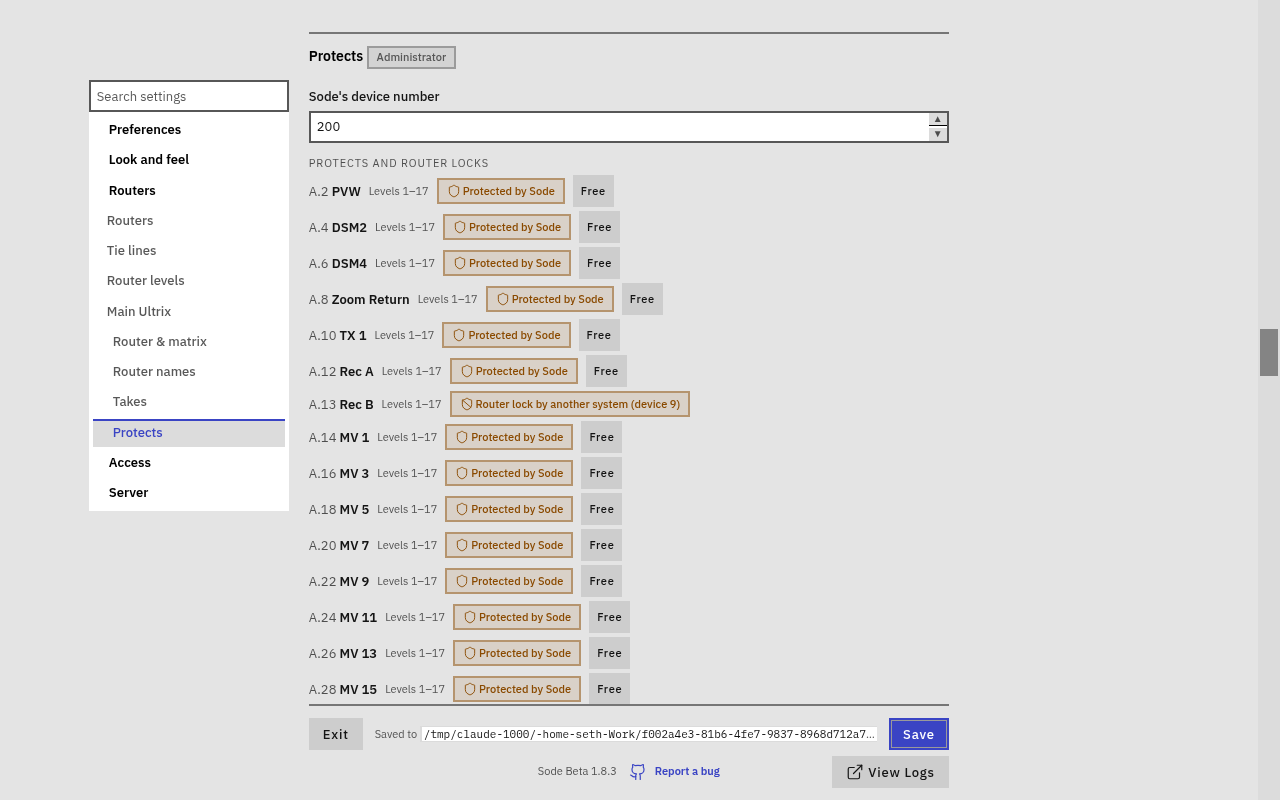 Protects Administrator
Search settings
Preferences
Look and feel
Routers
Routers
Tie lines
Router levels
Main Ultrix
Router & matrix
Router names
Takes
Protects
Access
Server
Sode's device number
200
PROTECTS AND ROUTER LOCKS
A.2 PVW Levels 1–17 Protected by Sode Free
A.4 DSM2 Levels 1–17 Protected by Sode Free
A.6 DSM4 Levels 1–17 Protected by Sode Free
A.8 Zoom Return Levels 1–17 Protected by Sode Free
A.10 TX 1 Levels 1–17 Protected by Sode Free
A.12 Rec A Levels 1–17 Protected by Sode Free
A.13 Rec B Levels 1–17 Router lock by another system (device 9)
A.14 MV 1 Levels 1–17 Protected by Sode Free
A.16 MV 3 Levels 1–17 Protected by Sode Free
A.18 MV 5 Levels 1–17 Protected by Sode Free
A.20 MV 7 Levels 1–17 Protected by Sode Free
A.22 MV 9 Levels 1–17 Protected by Sode Free
A.24 MV 11 Levels 1–17 Protected by Sode Free
A.26 MV 13 Levels 1–17 Protected by Sode Free
A.28 MV 15 Levels 1–17 Protected by Sode Free
Exit Saved to /tmp/claude-1000/-home-seth-Work/f002a4e3-81b6-4fe7-9837-8968d712a7… Save
Sode Beta 1.8.3 Report a bug View Logs